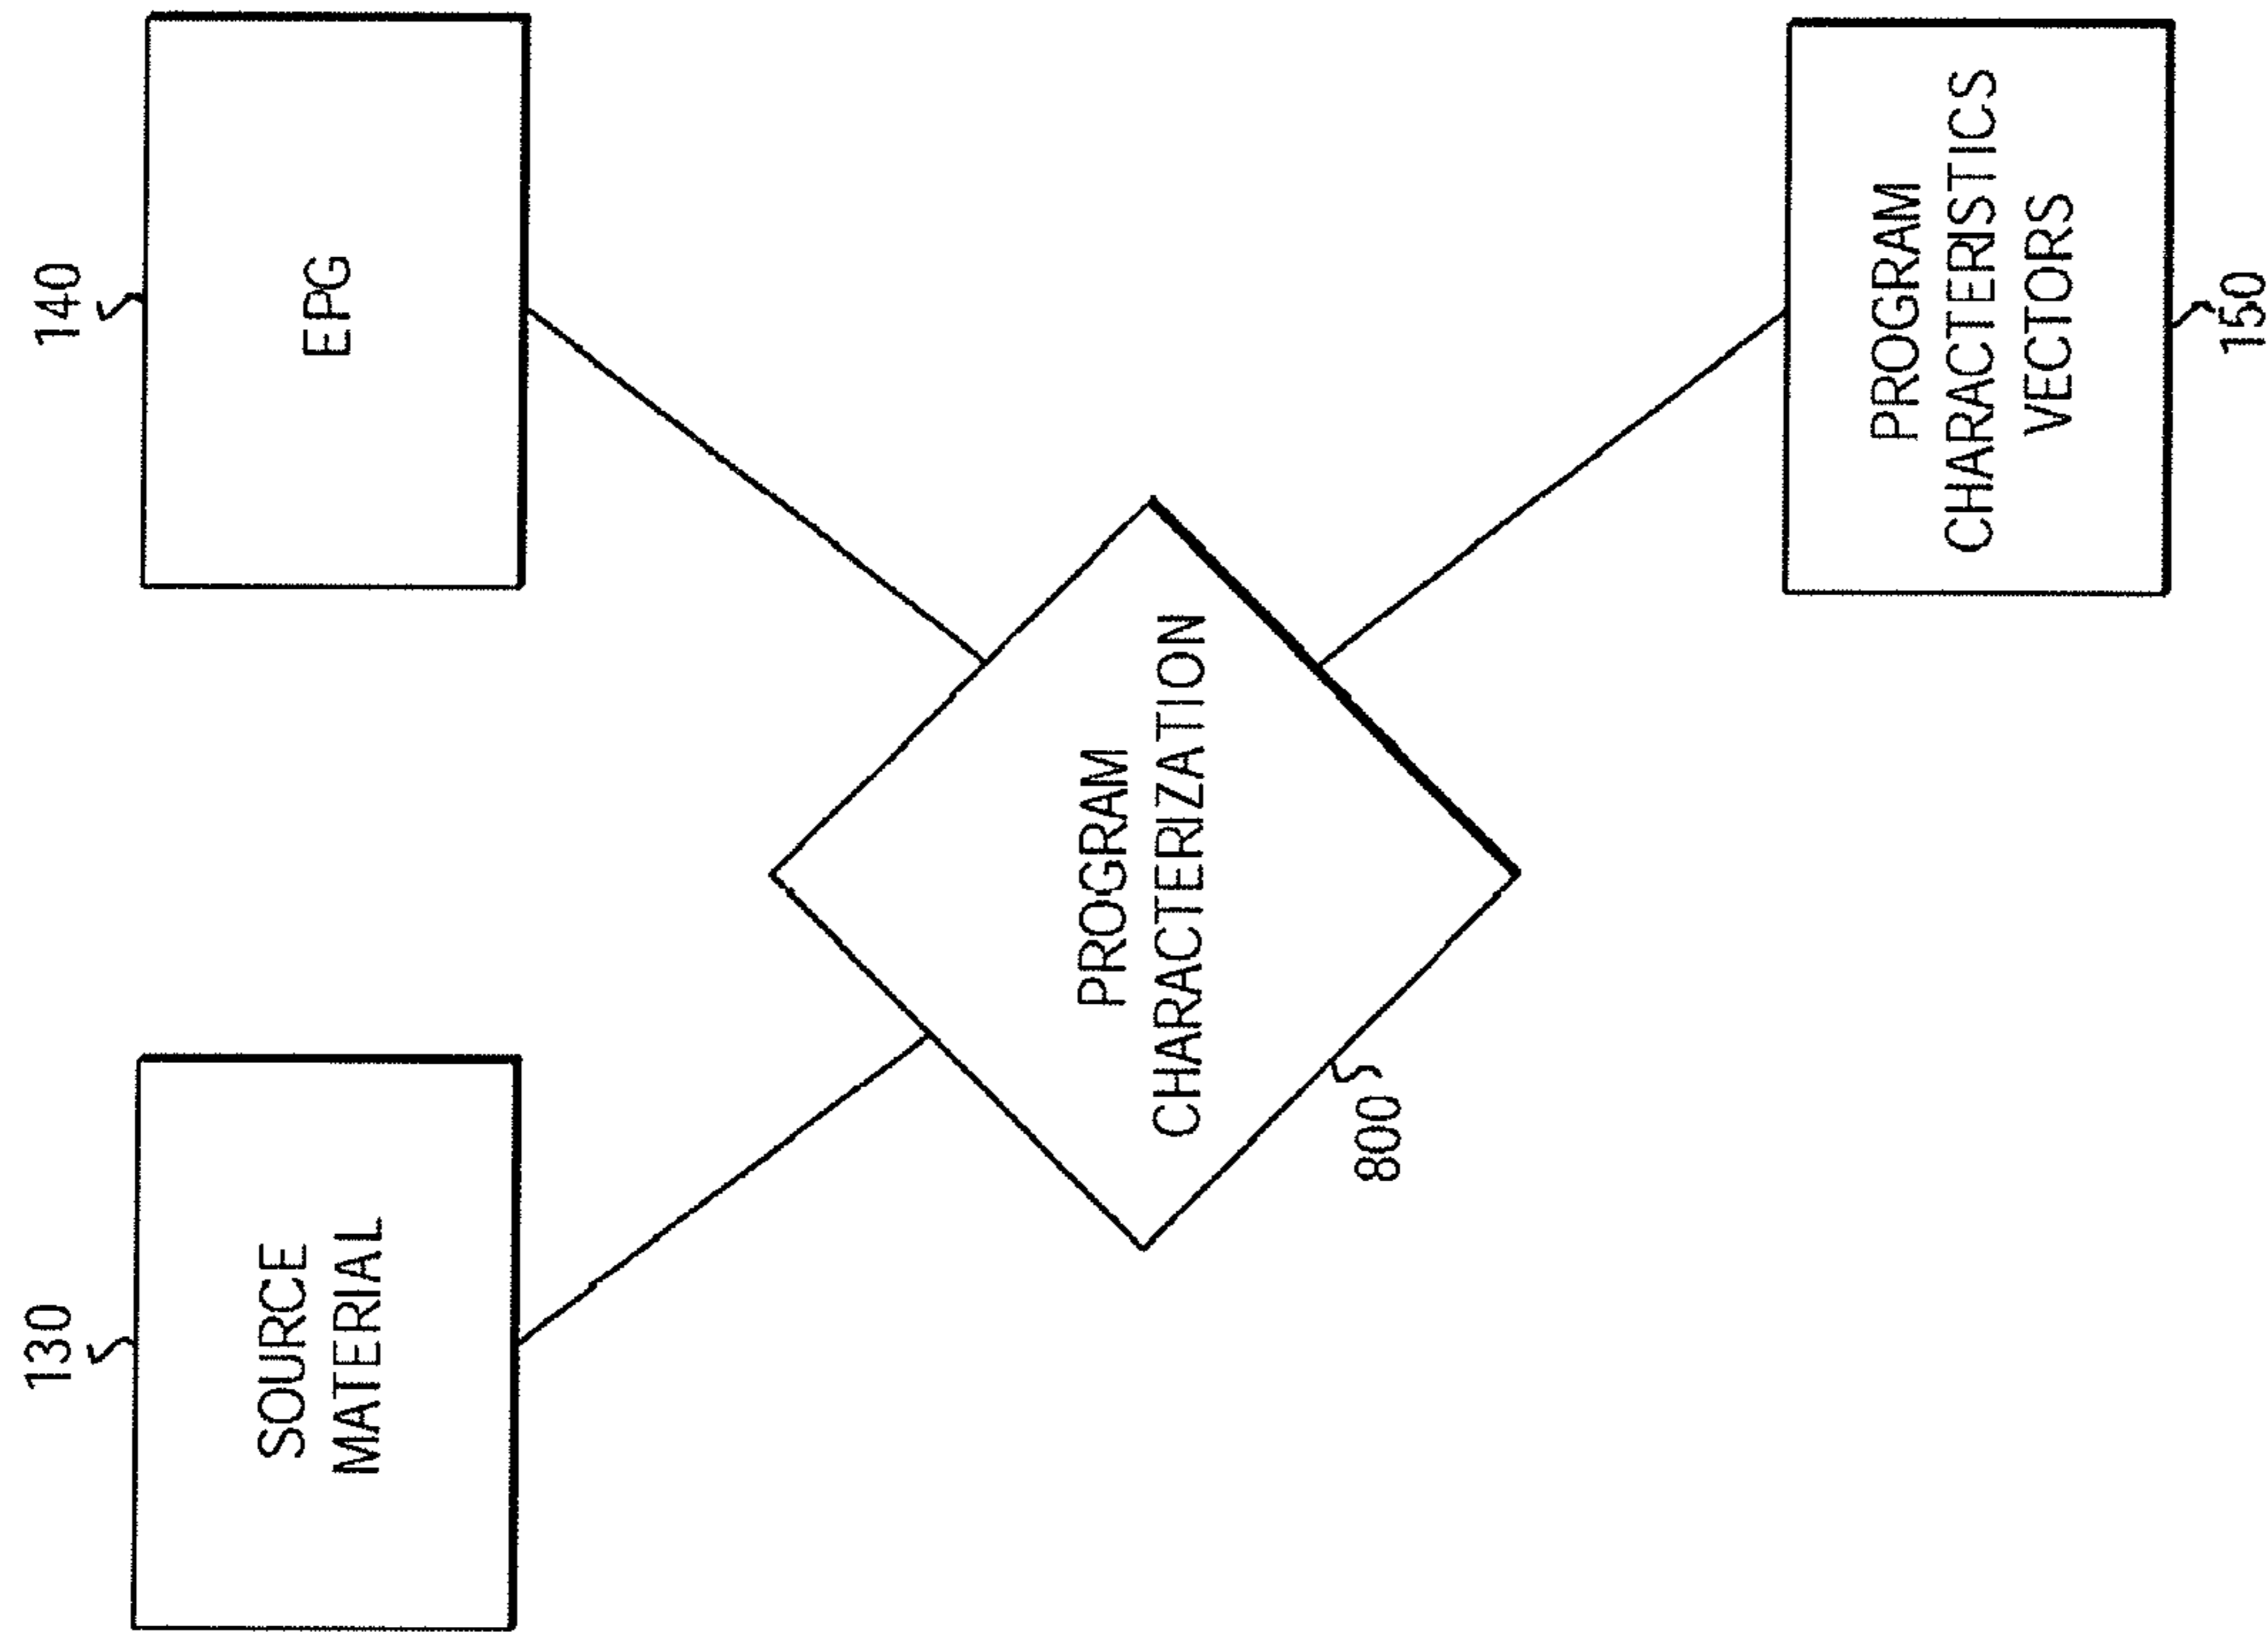 130
SOURCE
MATERIAL
140
EPG
PROGRAM
CHARACTERIZATION
800
PROGRAM
CHARACTERISTICS
VECTORS
150